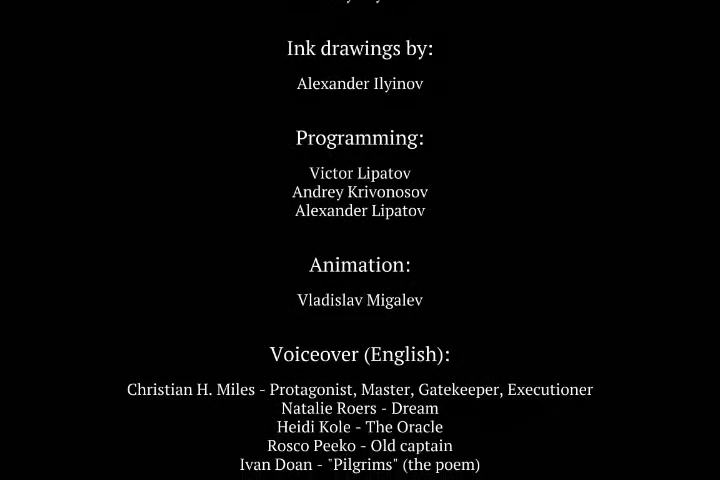 Ink drawings by:
Alexander Ilyinov
Programming:
Victor Lipatov
Andrey Krivonosov
Alexander Lipatov
Animation:
Vladislav Migalev
Voiceover (English):
Christian H. Miles - Protagonist, Master, Gatekeeper, Executioner
Natalie Roers - Dream
Heidi Kole - The Oracle
Rosco Peeko - Old captain
Ivan Doan - "Pilgrims" (the poem)